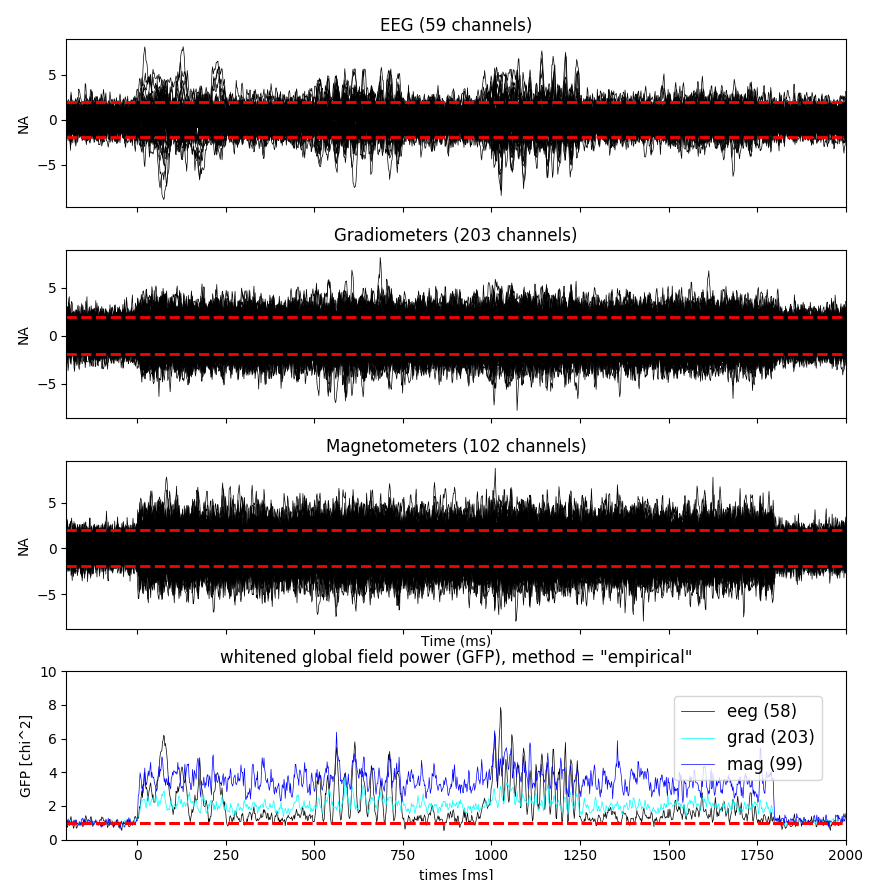 EEG (59 channels)
5
0
−5
NA
Gradiometers (203 channels)
5
0
−5
NA
Magnetometers (102 channels)
5
0
−5
NA
Time (ms)
whitened global field power (GFP), method = "empirical"
10
8
6
4
2
0
GFP [chi^2]
eeg (58)
grad (203)
mag (99)
0 250 500 750 1000 1250 1500 1750 2000
times [ms]